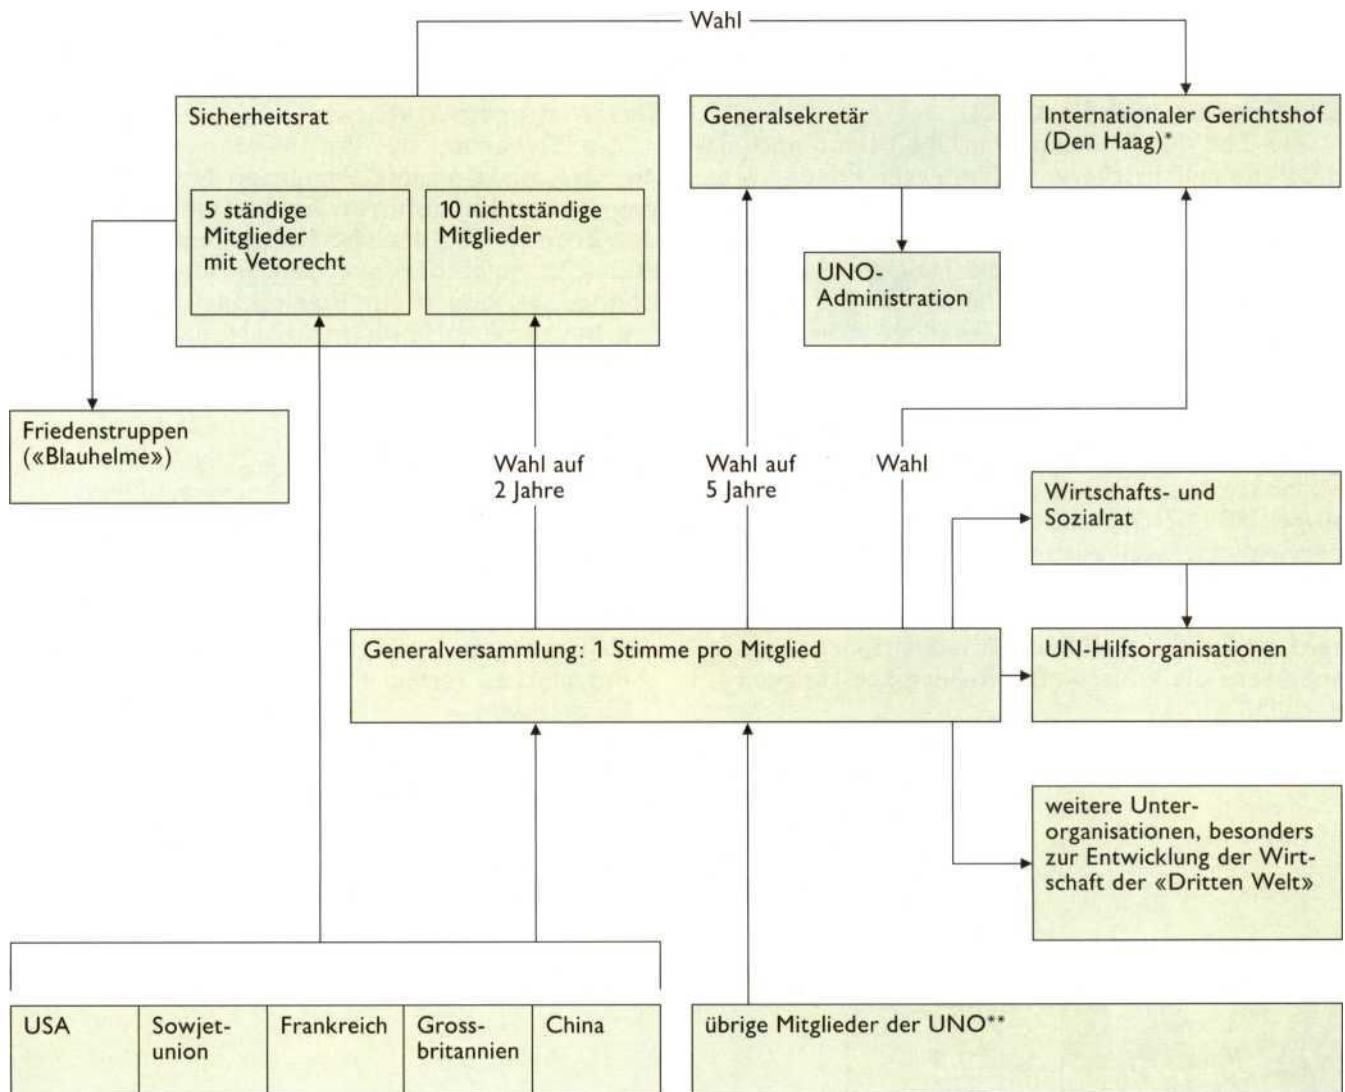 Wahl
Sicherheitsrat
5 ständige
Mitglieder
mit Vetorecht
10 nichtständige
Mitglieder
Generalsekretär
UNO-
Administration
Internationaler Gerichtshof
(Den Haag)*
Friedenstruppen
(«Blauhelme»)
Wahl auf
2 Jahre
Wahl auf
5 Jahre
Wahl
Wirtschafts- und
Sozialrat
Generalversammlung: 1 Stimme pro Mitglied
UN-Hilfsorganisationen
weitere Unter-
organisationen, besonders
zur Entwicklung der Wirt-
schaft der «Dritten Welt»
USA
Sowjet-
union
Frankreich
Gross-
britannien
China
übrige Mitglieder der UNO**